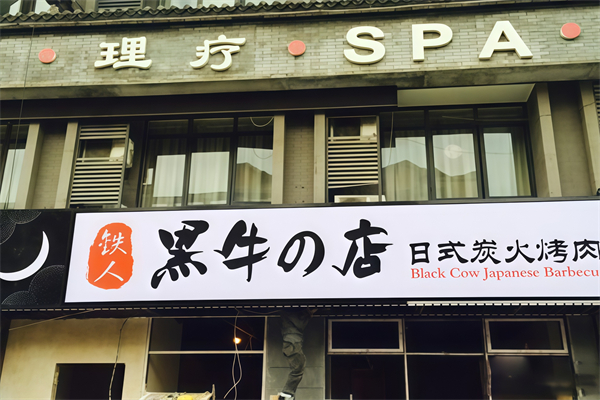 理疗·SPA
铁人
黑牛の店
日式炭火烤肉
Black Cow Japanese Barbecu